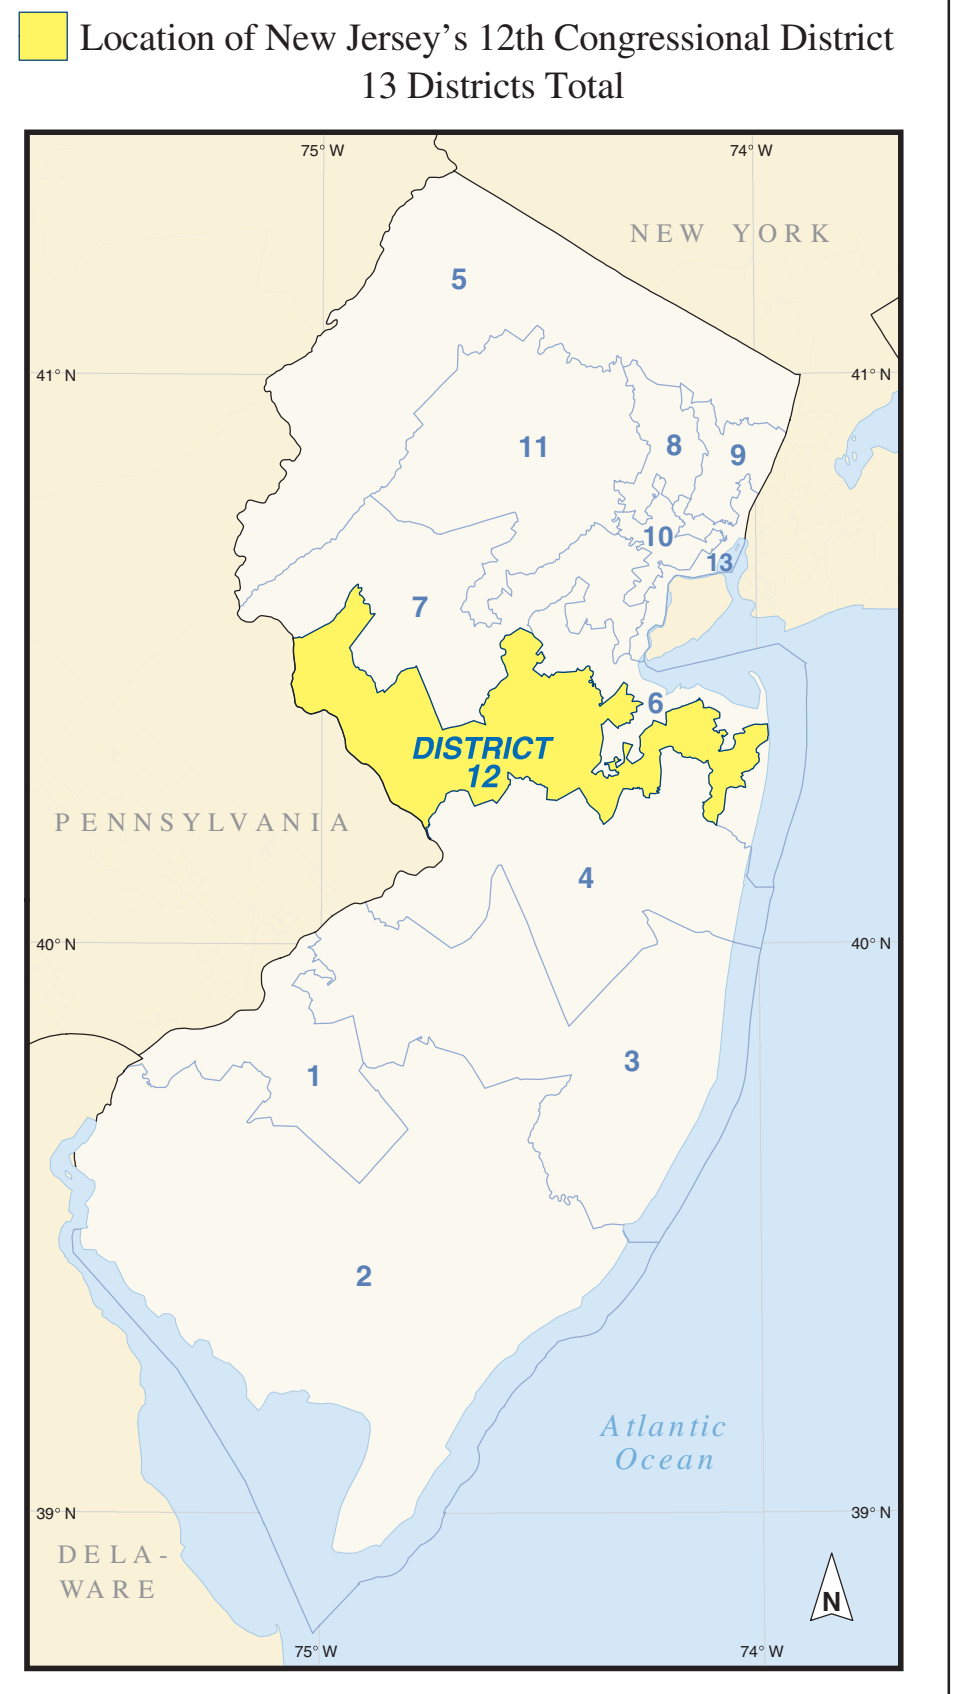 Location of New Jersey’s 12th Congressional District
13 Districts Total
75° W
74° W
NEW YORK
5
41° N
41° N
11
8
9
10
13
7
6
DISTRICT
12
PENNSYLVANIA
4
40° N
40° N
3
1
2
Atlantic
Ocean
39° N
39° N
DELA-
WARE
N
75° W
74° W